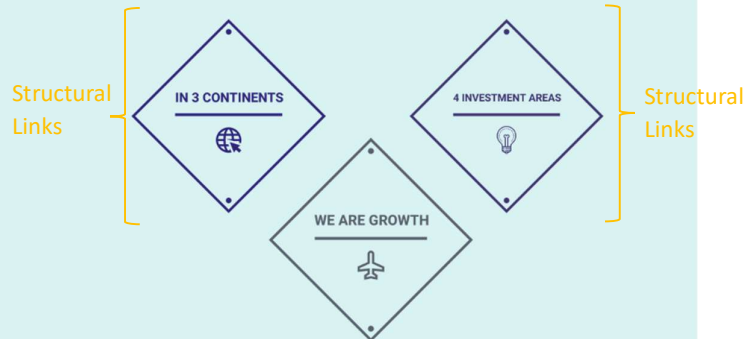 Structural
Links
IN 3 CONTINENTS
4 INVESTMENT AREAS
Structural
Links
WE ARE GROWTH